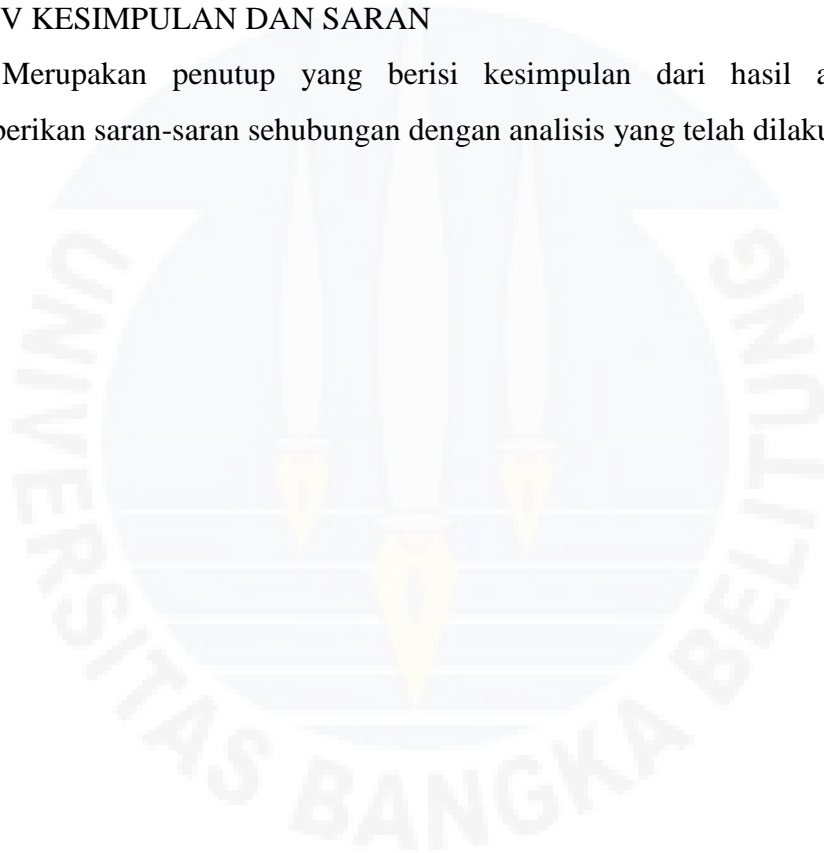 V KESIMPULAN DAN SARAN
Merupakan penutup yang berisi kesimpulan dari hasil a
berikan saran-saran sehubungan dengan analisis yang telah dilaku
UNIVERSITAS BANGKA BELITUNG